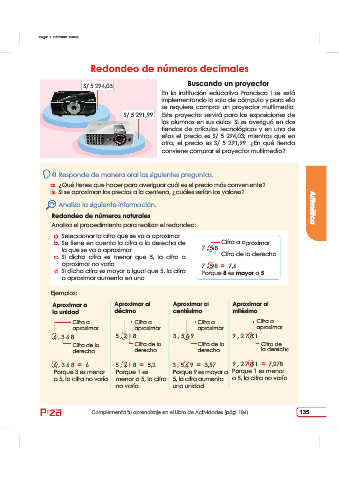 Redondeo de números decimales
S/ 5 294,03
S/ 5 291,99
Buscando un proyector
En la institución educativa Francisco I se está
implementando la sala de cómputo y para ello
se requiere comprar un proyector multimedia.
Este proyector servirá para las exposiciones de
los alumnos en sus aulas. Si se averiguó en dos
tiendas de artículos tecnológicos y en una de
ellas el precio es S/ 5 294,03; mientras que en
otra, el precio es S/ 5 291,99. ¿En qué tienda
conviene comprar el proyector multimedia?
Responde de manera oral las siguientes preguntas.
a. ¿Qué tienes que hacer para averiguar cuál es el precio más conveniente?
b. Si se aproximan los precios a la centena, ¿cuáles serían los valores?
Analiza la siguiente información.
Redondeo de números naturales
Analiza el procedimiento para realizar el redondeo:
a) Seleccionar la cifra que se va a aproximar
b. Se tiene en cuenta la cifra a la derecha de
la que se va a aproximar
c. Si dicha cifra es menor que 5, la cifra a
aproximar no varía
d. Si dicha cifra es mayor o igual que 5, la cifra
a aproximar aumenta en uno
Cifra a aproximar
7,58
Cifra de la derecha
7,58 = 7,6
Porque 8 es mayor a 5
Aritmética
Ejemplos:
Aproximar a
la unidad
Cifra a
aproximar
6,368
Cifra de la
derecha
6,368 = 6
Porque 3 es menor
a 5, la cifra no varía
Aproximar al
décimo
Cifra a
aproximar
5,218
Cifra de la
derecha
5,218 = 5,2
Porque 1 es
menor a 5, la cifra
no varía
Aproximar al
centésimo
Cifra a
aproximar
3,569
Cifra de la
derecha
3,569 = 3,57
Porque 9 es mayor a
5, la cifra aumenta
una unidad
Aproximar al
milésimo
Cifra a
aproximar
9,2781
Cifra de
la derecha
9,2781 = 9,278
Porque 1 es menor
a 5, la cifra no varía
Complementa tu aprendizaje en el Libro de Actividades (pág. 184)
135